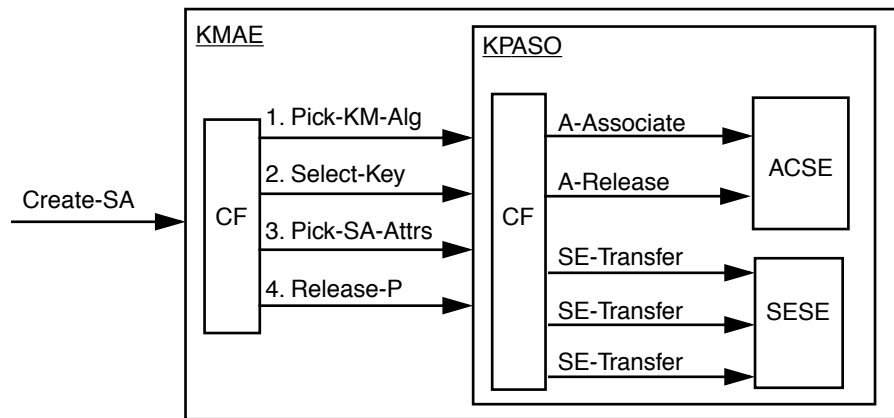 KMAE
KPASO
1. Pick-KM-Alg
A-Associate
ACSE
2. Select-Key
A-Release
Create-SA
CF
CF
3. Pick-SA-Attrs
SE-Transfer
4. Release-P
SE-Transfer
SESE
SE-Transfer